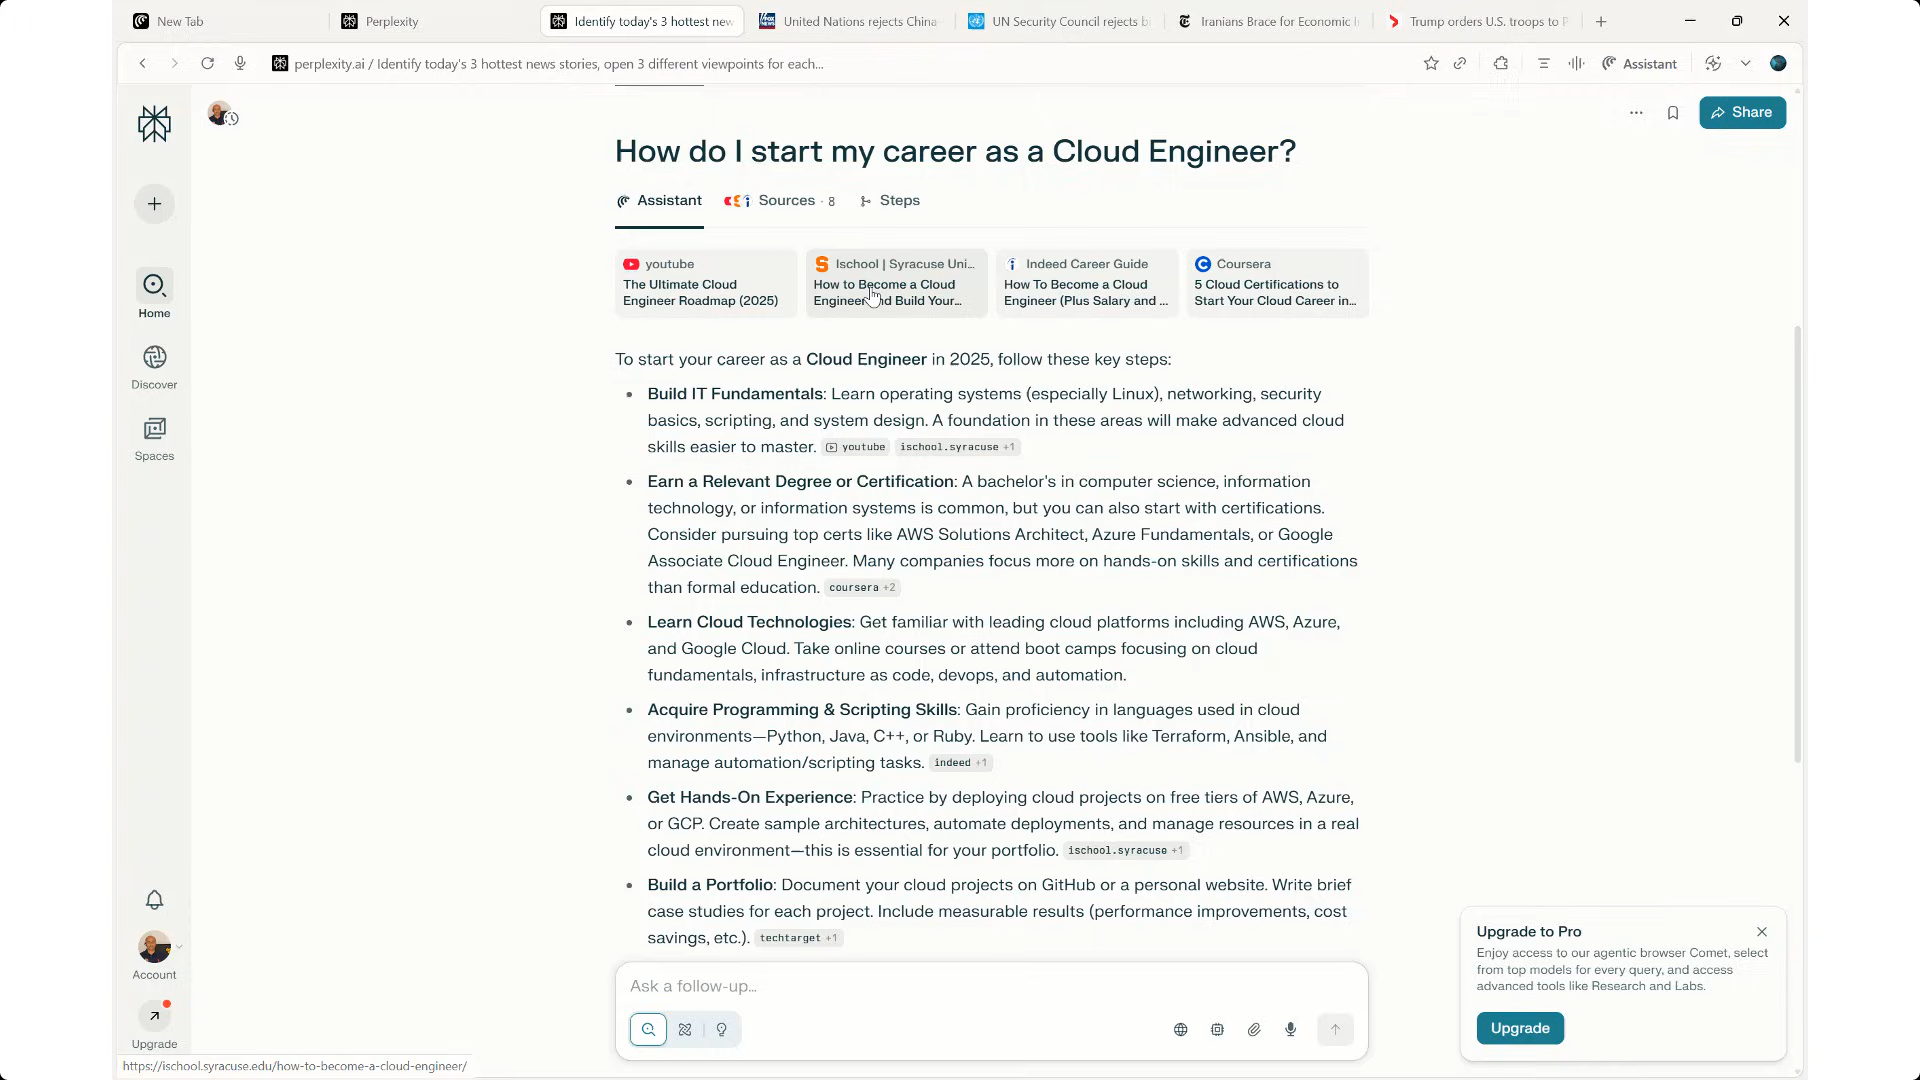 New Tab
Perplexity
Identify today's 3 hottest new
United Nations rejects China
UN Security Council rejects b
Iranians Brace for Economic I
Trump orders U.S. troops to P
perplexity.ai / Identify today's 3 hottest news stories, open 3 different viewpoints for each...
Assistant
Share
How do I start my career as a Cloud Engineer?
Assistant
Sources · 8
Steps
youtube
The Ultimate Cloud
Engineer Roadmap (2025)
Ischool | Syracuse Uni...
How to Become a Cloud
Engineer and Build Your...
Indeed Career Guide
How To Become a Cloud
Engineer (Plus Salary and ...
Coursera
5 Cloud Certifications to
Start Your Cloud Career in...
Home
Discover
Spaces
To start your career as a Cloud Engineer in 2025, follow these key steps:
• Build IT Fundamentals: Learn operating systems (especially Linux), networking, security
basics, scripting, and system design. A foundation in these areas will make advanced cloud
skills easier to master. youtube ischool.syracuse +1
• Earn a Relevant Degree or Certification: A bachelor's in computer science, information
technology, or information systems is common, but you can also start with certifications.
Consider pursuing top certs like AWS Solutions Architect, Azure Fundamentals, or Google
Associate Cloud Engineer. Many companies focus more on hands-on skills and certifications
than formal education. coursera +2
• Learn Cloud Technologies: Get familiar with leading cloud platforms including AWS, Azure,
and Google Cloud. Take online courses or attend boot camps focusing on cloud
fundamentals, infrastructure as code, devops, and automation.
• Acquire Programming & Scripting Skills: Gain proficiency in languages used in cloud
environments—Python, Java, C++, or Ruby. Learn to use tools like Terraform, Ansible, and
manage automation/scripting tasks. indeed +1
• Get Hands-On Experience: Practice by deploying cloud projects on free tiers of AWS, Azure,
or GCP. Create sample architectures, automate deployments, and manage resources in a real
cloud environment—this is essential for your portfolio. ischool.syracuse +1
• Build a Portfolio: Document your cloud projects on GitHub or a personal website. Write brief
case studies for each project. Include measurable results (performance improvements, cost
savings, etc.). techtarget +1
Ask a follow-up...
Account
Upgrade
Upgrade to Pro
Enjoy access to our agentic browser Comet, select
from top models for every query, and access
advanced tools like Research and Labs.
Upgrade
https://ischool.syracuse.edu/how-to-become-a-cloud-engineer/